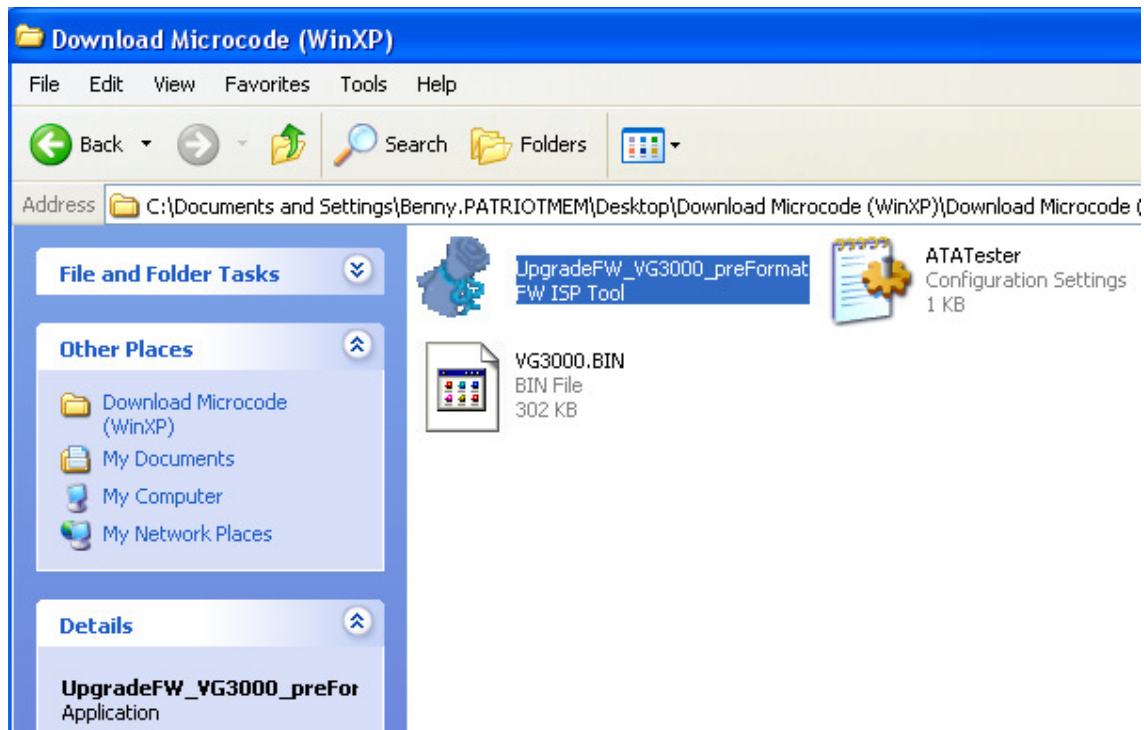 Download Microcode (WinXP)
File Edit View Favorites Tools Help
Back Search Folders
Address C:\Documents and Settings\Benny.PATRIOTMEM\Desktop\Download Microcode (WinXP)\Download Microcode (
File and Folder Tasks
Other Places
Download Microcode
(WinXP)
My Documents
My Computer
My Network Places
Details
UpgradeFW_VG3000_preFor
Application
UpgradeFW_VG3000_preFormat
FW ISP Tool
ATATester
Configuration Settings
1 KB
VG3000.BIN
BIN File
302 KB